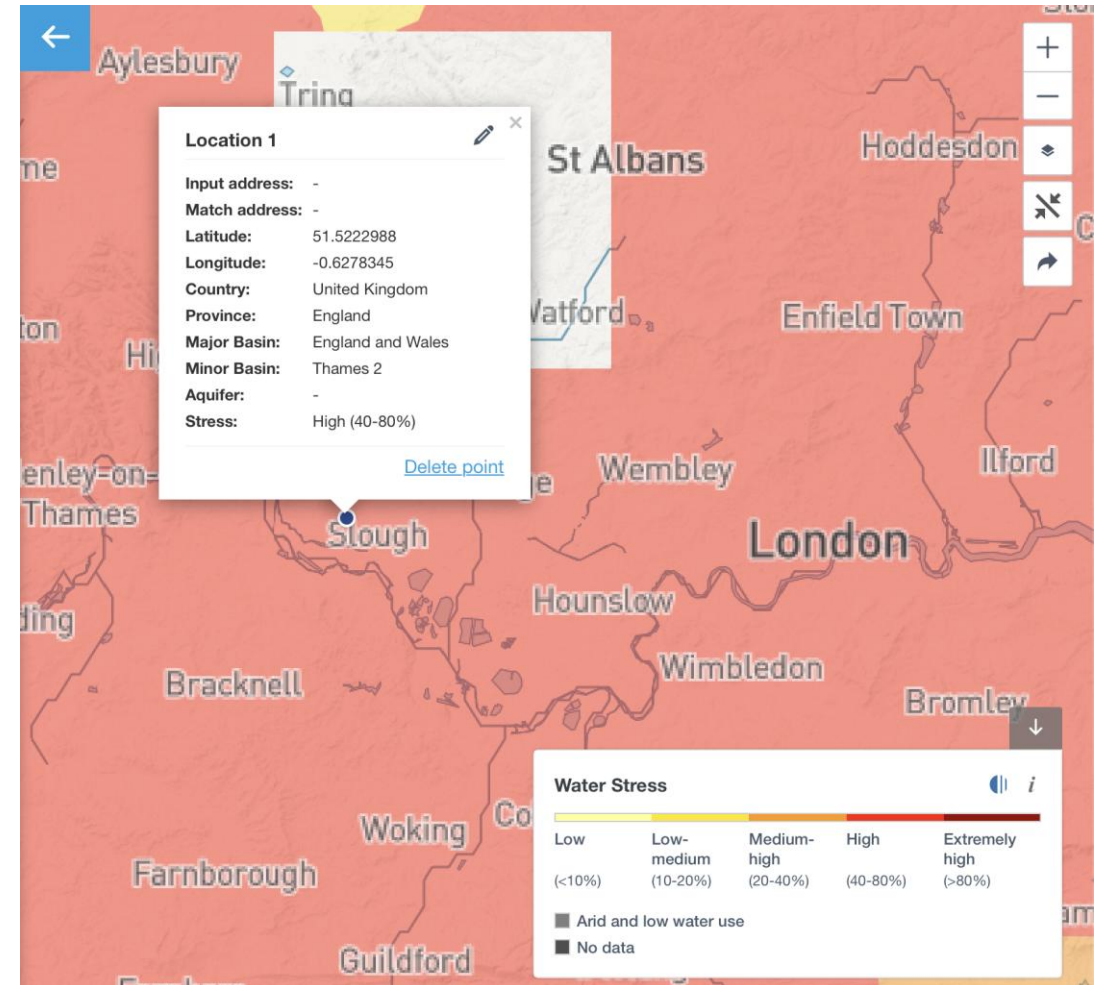 Aylesbury
Tring
St Albans
Hoddesdon
Location 1
Input address: -
Match address: -
Latitude: 51.5222988
Longitude: -0.6278345
Country: United Kingdom
Province: England
Major Basin: England and Wales
Minor Basin: Thames 2
Aquifer: -
Stress: High (40-80%)
Delete point
Enfield Town
Wembley
Ilford
Thames
Slough
London
Hounslow
Wimbledon
Bracknell
Bromley
Woking
Farnborough
Guildford
Water Stress
i
Low
Low-medium
Medium-high
High
Extremely high
(<10%)
(10-20%)
(20-40%)
(40-80%)
(>80%)
Arid and low water use
No data